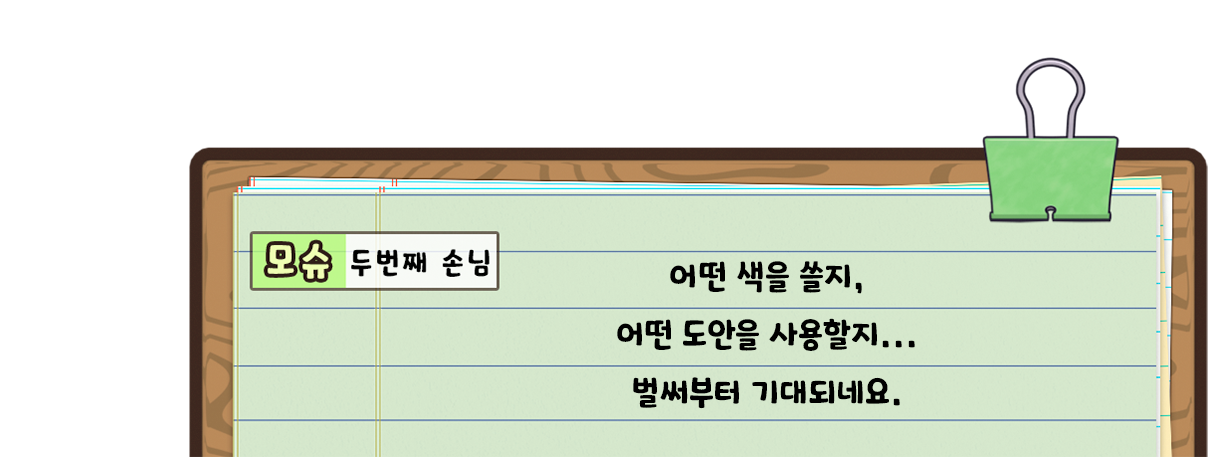 모슈 두번째 손님
어떤 색을 쓸지,
어떤 도안을 사용할지...
벌써부터 기대되네요.